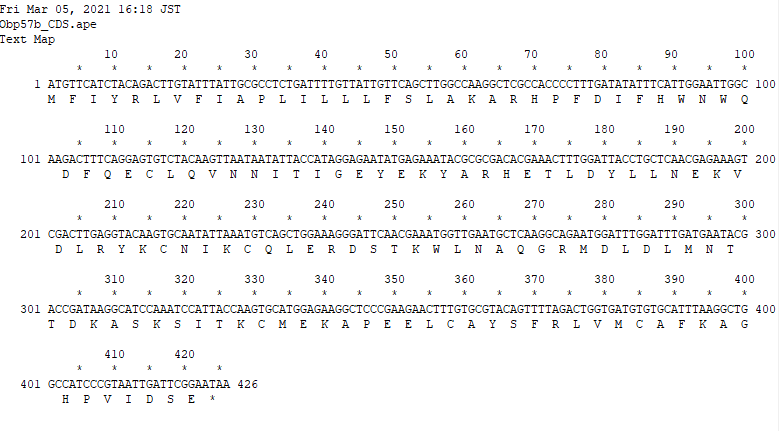 Fri Mar 05, 2021 16:18 JST
Obp57b_CDS.ape
Text Map
10 20 30 40 50 60 70 80 90 100
* * * * * * * * * * * * * * * * * * * *
1 ATGTTCATCTACAGACTTGTATTTATTGCGCCTCTGATTTTGTTATTGTTCAGCTTGGCCAAGGCTCGCCACCCCTTTGATATATTTCATTGGAATTGGC 100
M F I Y R L V F I A P L I L L L F S L A K A R H P F D I F H W N W Q
110 120 130 140 150 160 170 180 190 200
* * * * * * * * * * * * * * * * * * * *
101 AAGACTTTCAGGAGTGTCTACAAGTTAATAATATTACCATAGGAGAATATGAGAAATACGCGCGACACGAAACTTTGGATTACCTGCTCAACGAGAAAGT 200
D F Q E C L Q V N N I T I G E Y E K Y A R H E T L D Y L L N E K V
210 220 230 240 250 260 270 280 290 300
* * * * * * * * * * * * * * * * * * * *
201 CGACTTGAGGTACAAGTGCAATATTAAATGTCAGCTGGAAAGGGATTCAACGAAATGGTTGAATGCTCAAGGCAGAATGGATTTGGATTTGATGAATACG 300
D L R Y K C N I K C Q L E R D S T K W L N A Q G R M D L D L M N T
310 320 330 340 350 360 370 380 390 400
* * * * * * * * * * * * * * * * * * * *
301 ACCGATAAGGCATCCAAATCCATTACCAAGTGCATGGAGAAGGCTCCCGAAGAACTTTGTGCGTACAGTTTTAGACTGGTGATGTGTGCATTTAAGGCTG 400
T D K A S K S I T K C M E K A P E E L C A Y S F R L V M C A F K A G
410 420
* * * * *
401 GCCATCCCGTAATTGATTCGGAATAA 426
H P V I D S E *